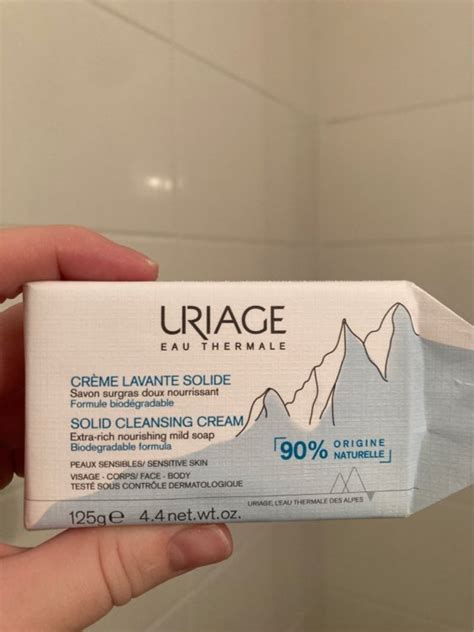 URIAGE
EAU THERMALE
CRÈME LAVANTE SOLIDE
Savon surgras doux nourrissant
Formule biodégradable
SOLID CLEANSING CREAM
Extra-rich nourishing mild soap
Biodegradable formula
90% ORIGINE
NATURELLE
PEAUX SENSIBLES/ SENSITIVE SKIN
VISAGE - CORPS/ FACE - BODY
TESTÉ SOUS CONTRÔLE DERMATOLOGIQUE
URIAGE, L'EAU THERMALE DES ALPES
125g e 4.4 net.wt.oz.